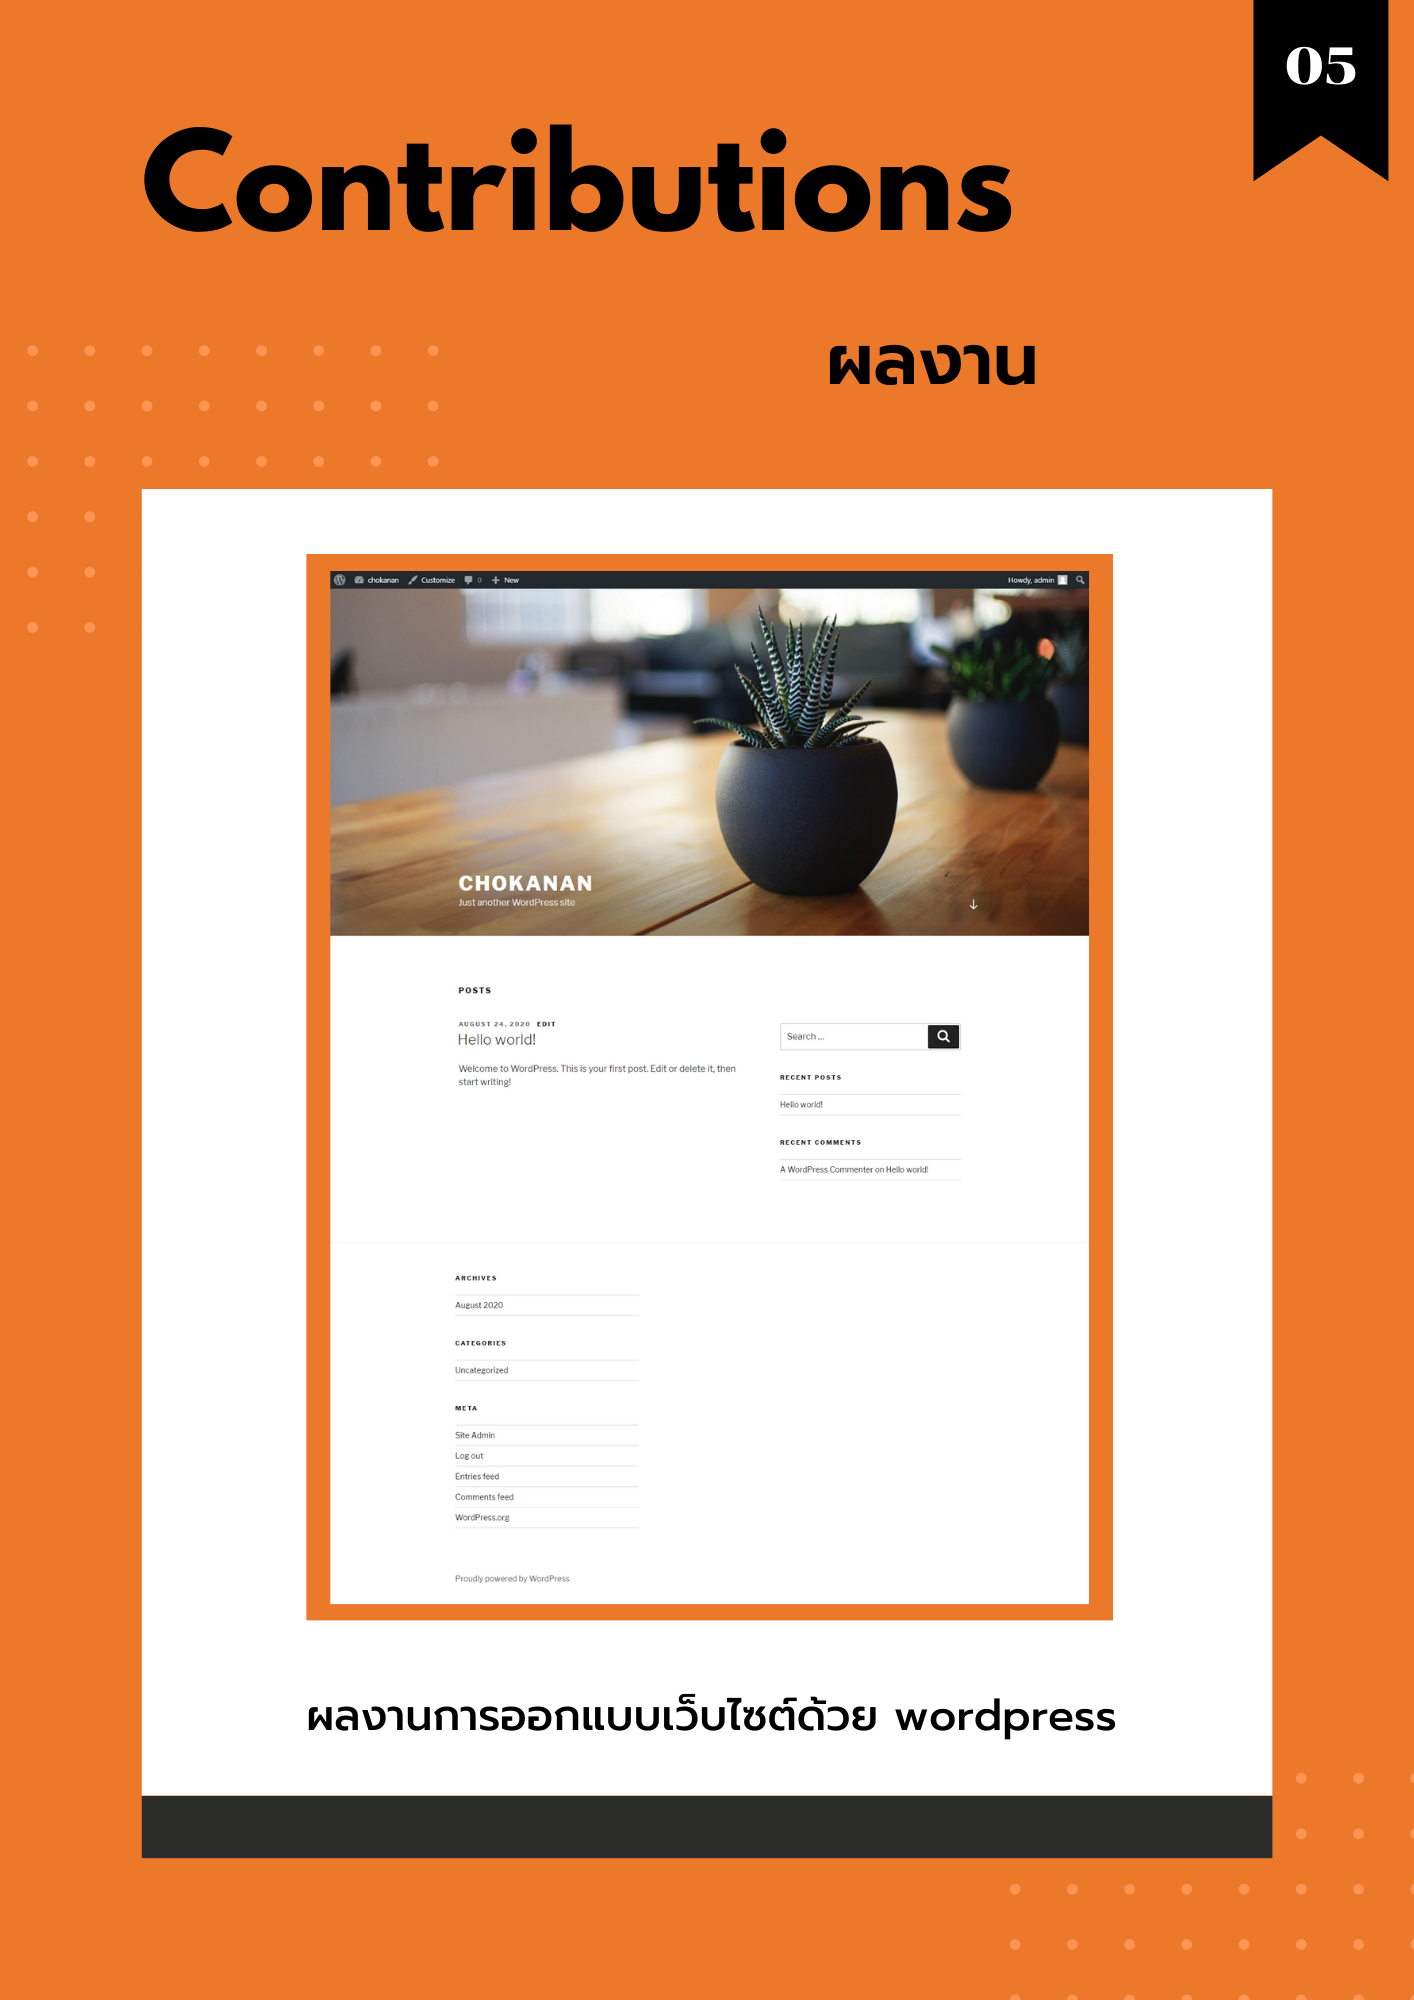 05
Contributions
ผลงาน
chokanan Customize 0 New Howdy, admin
CHOKANAN
Just another WordPress site
POSTS
AUGUST 24, 2020 EDIT
Hello world!
Welcome to WordPress. This is your first post. Edit or delete it, then
start writing!
Search ...
RECENT POSTS
Hello world!
RECENT COMMENTS
A WordPress Commenter on Hello world!
ARCHIVES
August 2020
CATEGORIES
Uncategorized
META
Site Admin
Log out
Entries feed
Comments feed
WordPress.org
Proudly powered by WordPress
ผลงานการออกแบบเว็บไซต์ด้วย wordpress